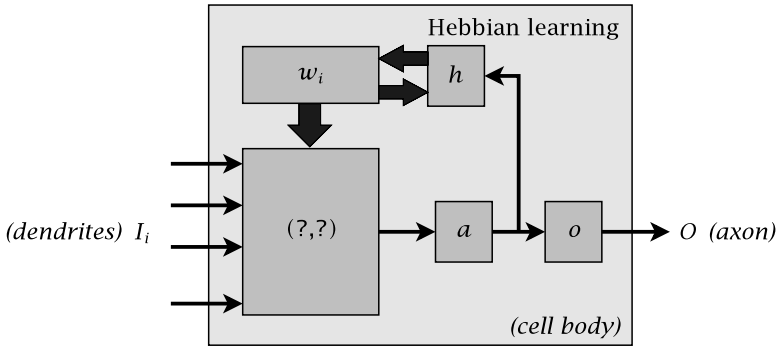 Hebbian learning
wᵢ
h
(dendrites) Iᵢ
(?,?)
a
o
O (axon)
(cell body)